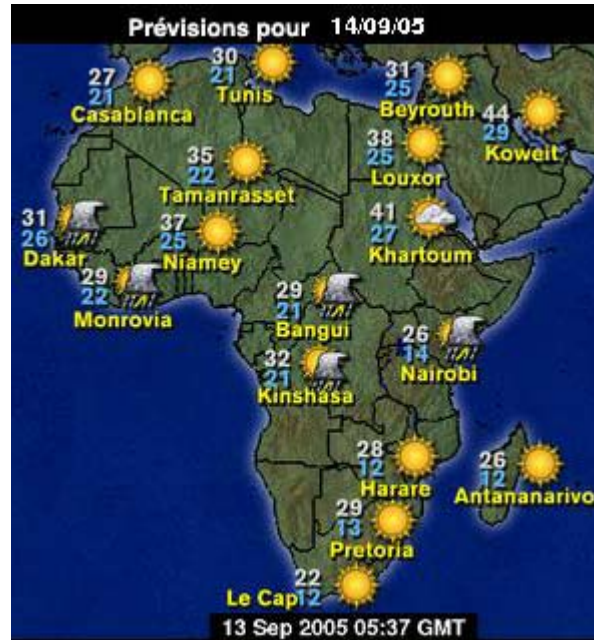 Prévisions pour 14/09/05
30
21
Tunis
27
21
Casablanca
31
25
Beyrouth
44
29
Koweit
38
25
Louxor
35
22
Tamanrasset
41
27
Khartoum
31
26
Dakar
37
25
Niamey
29
22
Monrovia
29
21
Bangui
26
14
Nairobi
32
21
Kinshasa
28
12
Harare
26
12
Antananarivo
29
13
Pretoria
22
Le Cap 12
13 Sep 2005 05:37 GMT